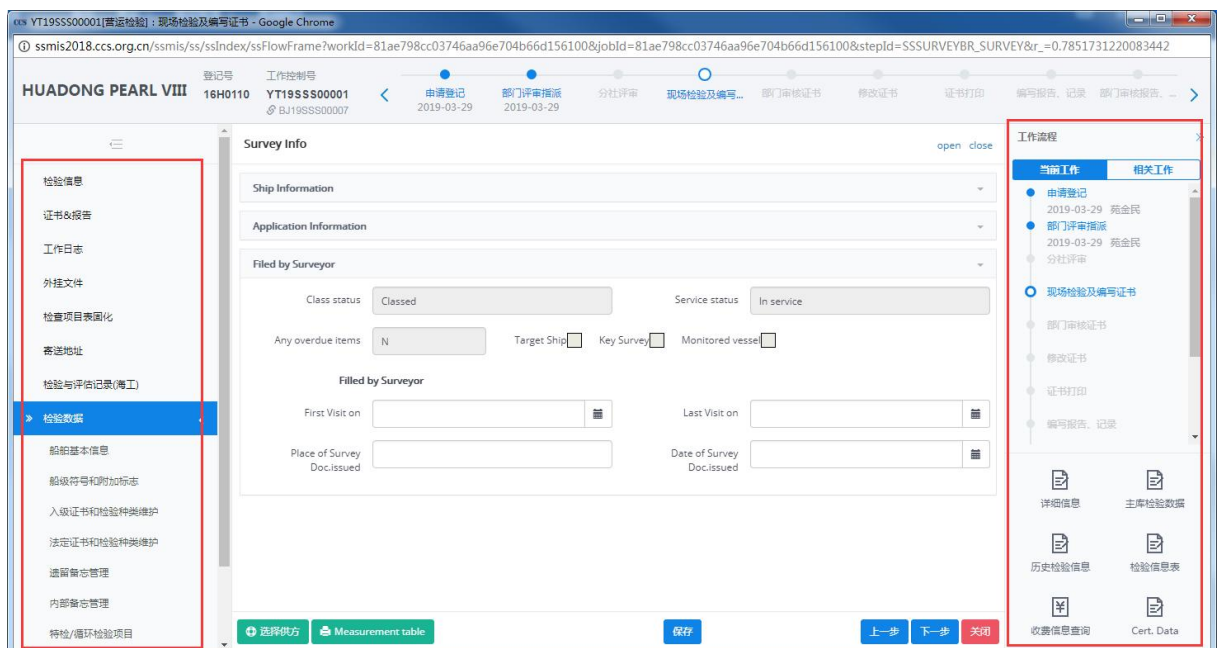 ccs YT19SSS00001[营运检验] : 现场检验及编写证书 - Google Chrome
ssmis2018.ccs.org.cn/ssmis/ss/ssIndex/ssFlowFrame?workId=81ae798cc03746aa96e704b66d156100&jobId=81ae798cc03746aa96e704b66d156100&stepId=SSSURVEYBR_SURVEY&r_=0.7851731220083442
HUADONG PEARL VIII
登记号
16H0110
工作控制号
YT19SSS00001
BJ19SSS00007
申请登记
2019-03-29
部门评审指派
2019-03-29
分社评审
现场检验及编写...
部门审核证书
修改证书
证书打印
编写报告、记录
部门审核报告、...
检验信息
证书&报告
工作日志
外挂文件
检查项目表固化
寄送地址
检验与评估记录(海工)
检验数据
船舶基本信息
船级符号和附加标志
入级证书和检验种类维护
法定证书和检验种类维护
遗留备忘管理
内部备忘管理
特检/循环检验项目
Survey Info
open close
Ship Information
Application Information
Filed by Surveyor
Class status Classed
Service status In service
Any overdue items N
Target Ship
Key Survey
Monitored vessel
Filled by Surveyor
First Visit on
Last Visit on
Place of Survey
Doc.issued
Date of Survey
Doc.issued
选择供方
Measurement table
保存
上一步
下一步
关闭
工作流程
当前工作
相关工作
申请登记
2019-03-29 苑金民
部门评审指派
2019-03-29 苑金民
分社评审
现场检验及编写证书
部门审核证书
修改证书
证书打印
编写报告、记录
详细信息
主库检验数据
历史检验信息
检验信息表
收费信息查询
Cert. Data